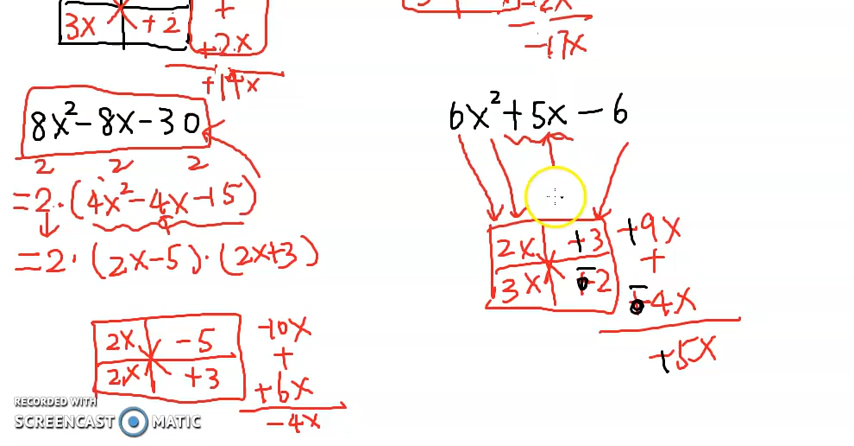 3x +2
+
+2x
+14x
8x² - 8x - 30
2 2 2
= 2 · (4x² - 4x - 15)
= 2 · (2x - 5) · (2x + 3)
2x - 5
2x + 3
-10x
+
+6x
-4x
-2x
-17x
6x² + 5x - 6
2x +3
3x -2
+9x
+
-4x
+5x
RECORDED WITH
SCREENCAST MATIC